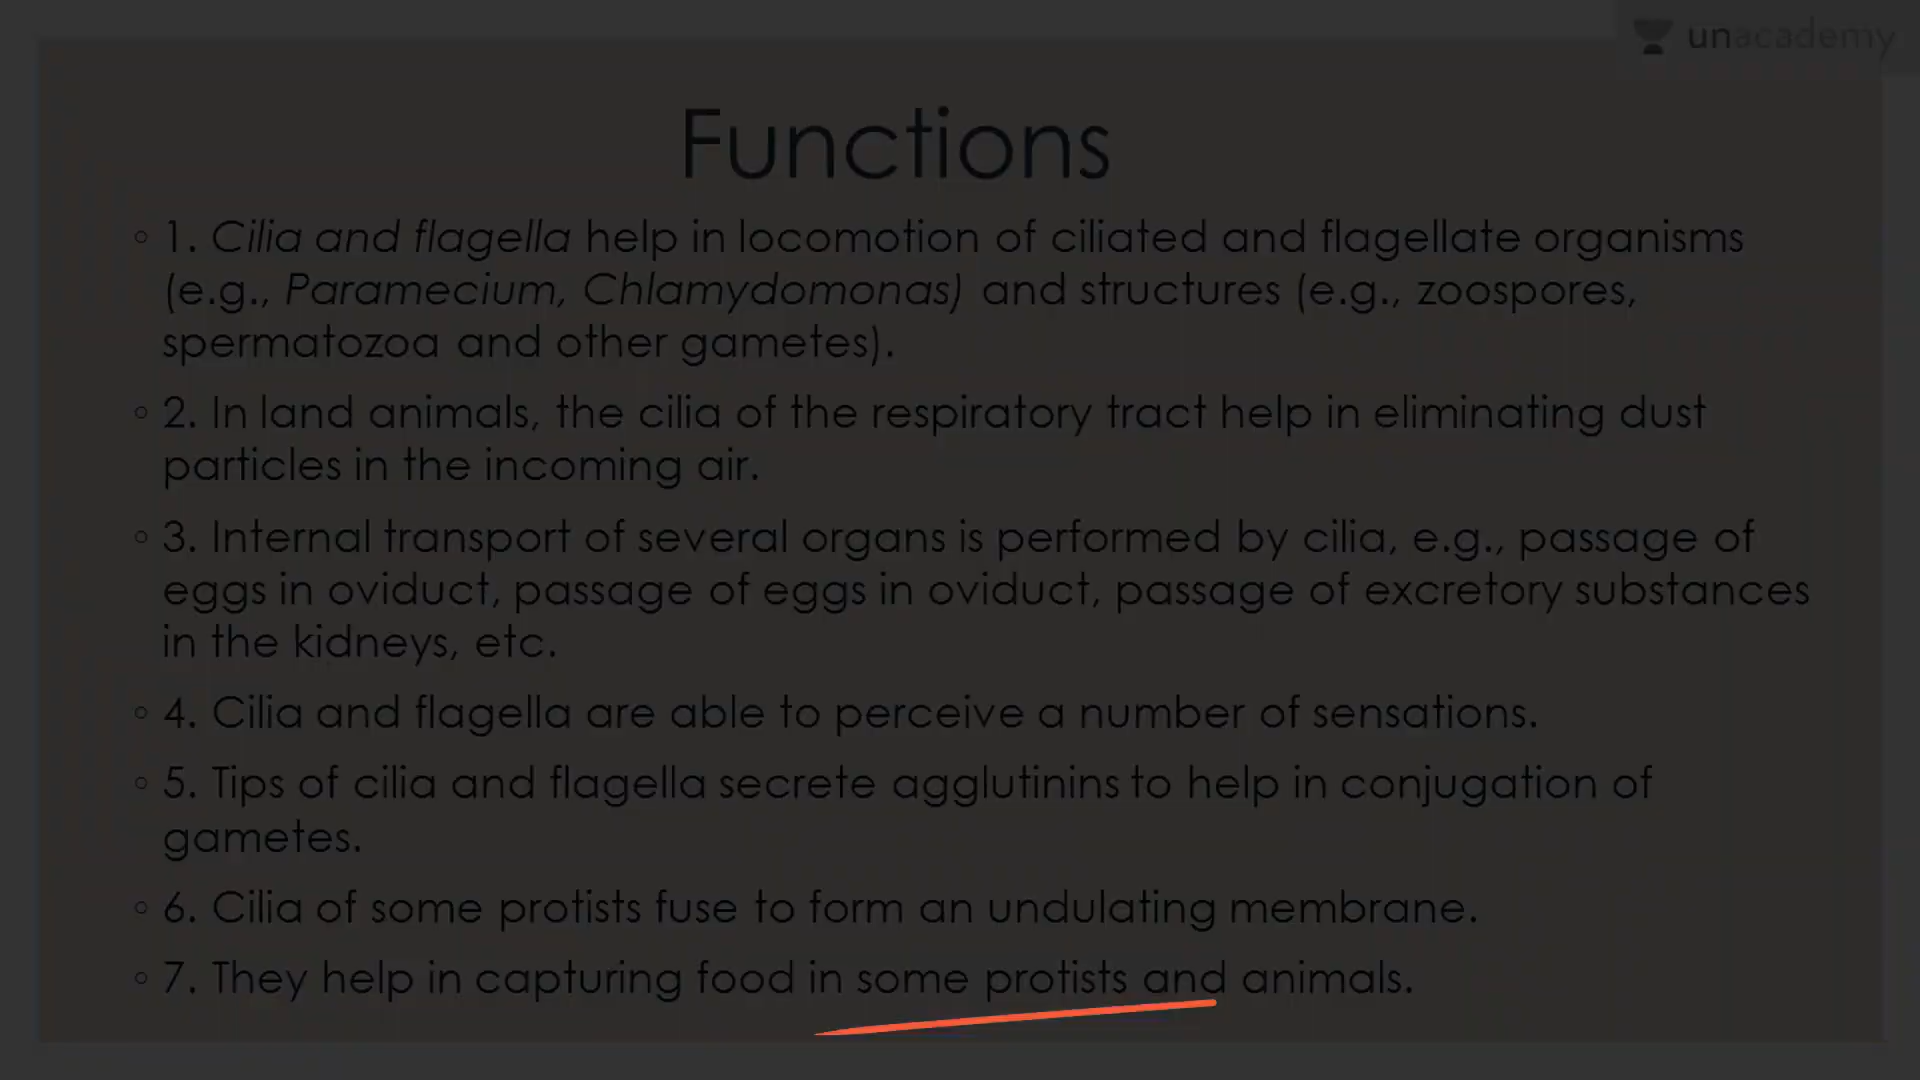 unacademy
Functions
◦ 1. Cilia and flagella help in locomotion of ciliated and flagellate organisms
(e.g., Paramecium, Chlamydomonas) and structures (e.g., zoospores,
spermatozoa and other gametes).
◦ 2. In land animals, the cilia of the respiratory tract help in eliminating dust
particles in the incoming air.
◦ 3. Internal transport of several organs is performed by cilia, e.g., passage of
eggs in oviduct, passage of eggs in oviduct, passage of excretory substances
in the kidneys, etc.
◦ 4. Cilia and flagella are able to perceive a number of sensations.
◦ 5. Tips of cilia and flagella secrete agglutinins to help in conjugation of
gametes.
◦ 6. Cilia of some protists fuse to form an undulating membrane.
◦ 7. They help in capturing food in some protists and animals.